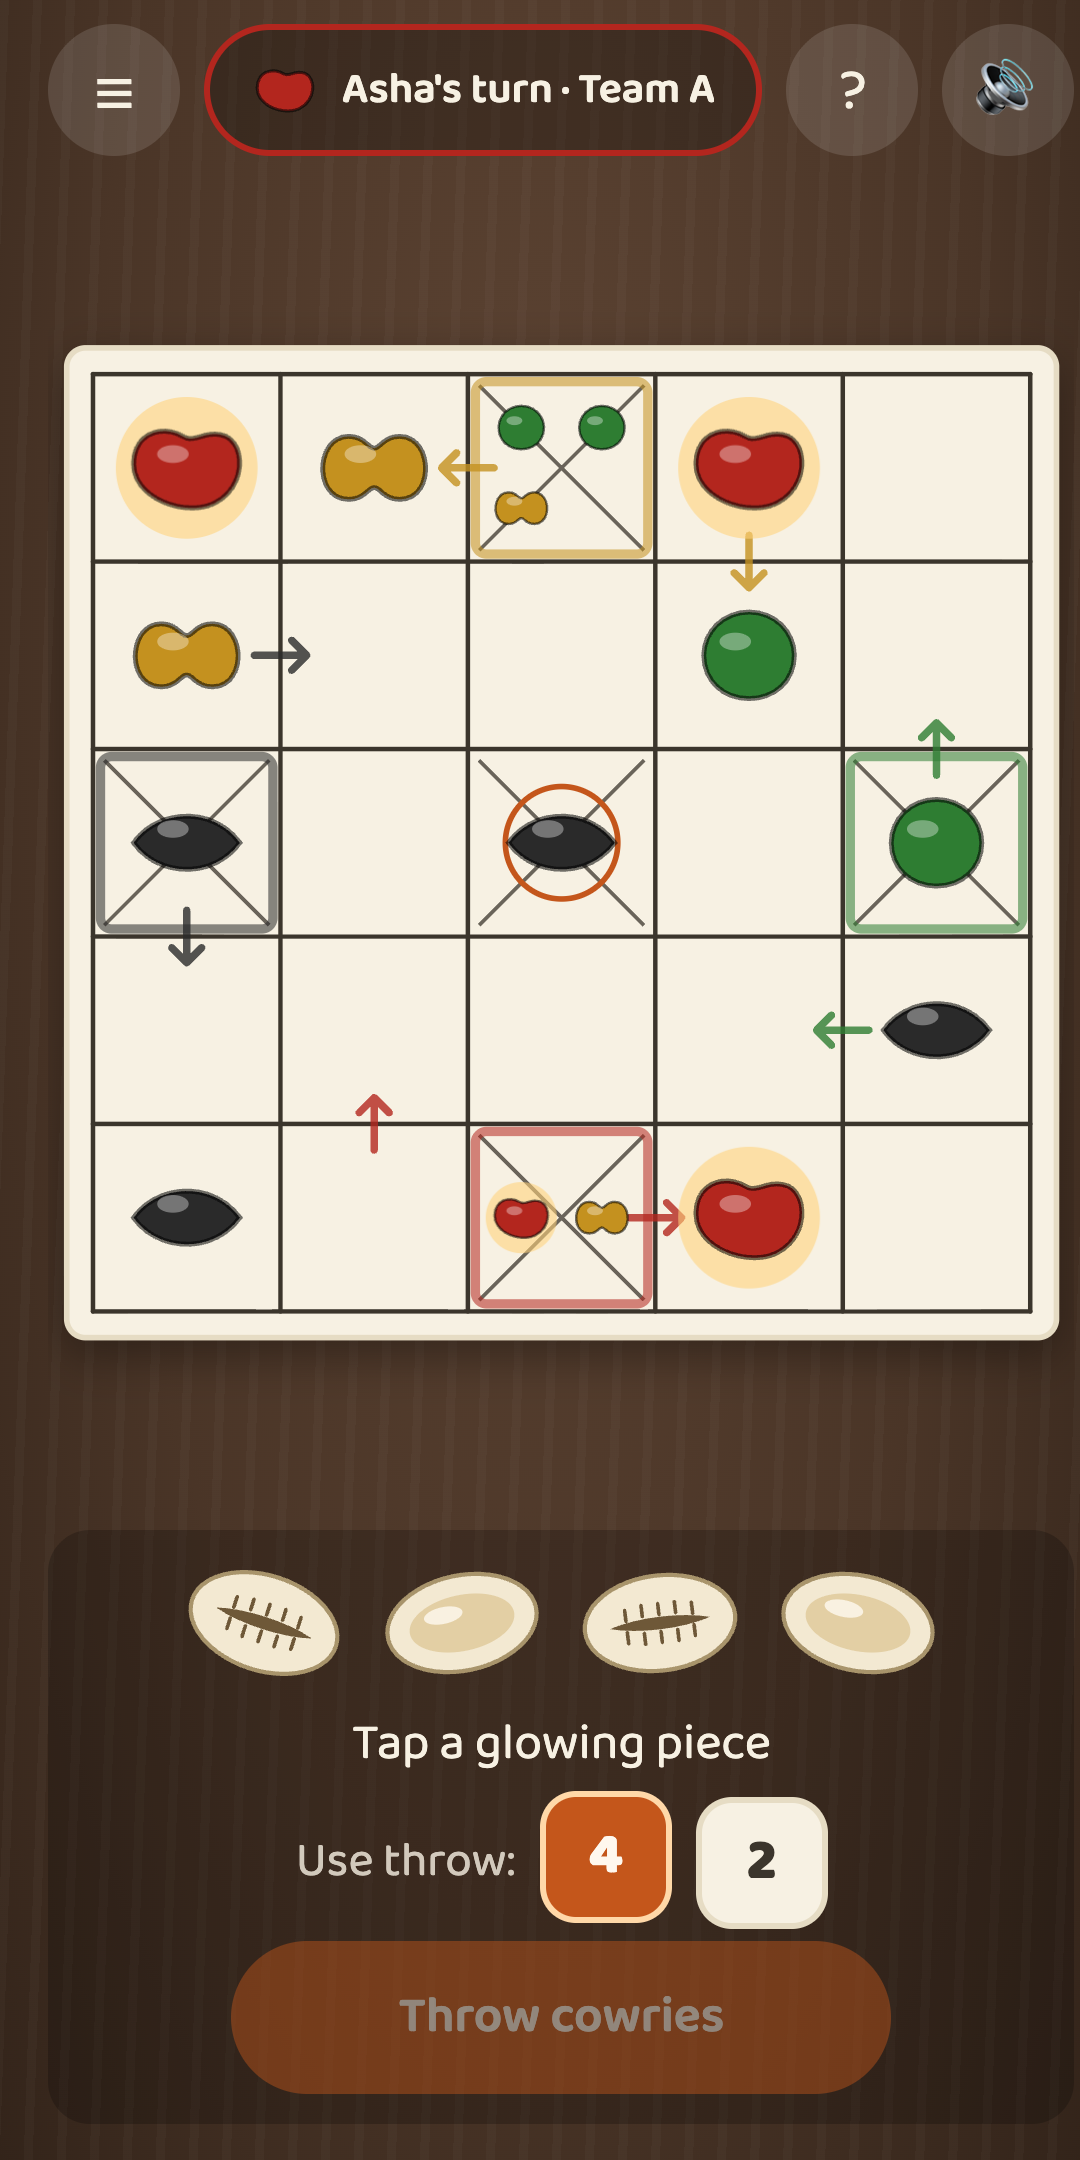 Asha's turn · Team A
?
Tap a glowing piece
Use throw: 4 2
Throw cowries